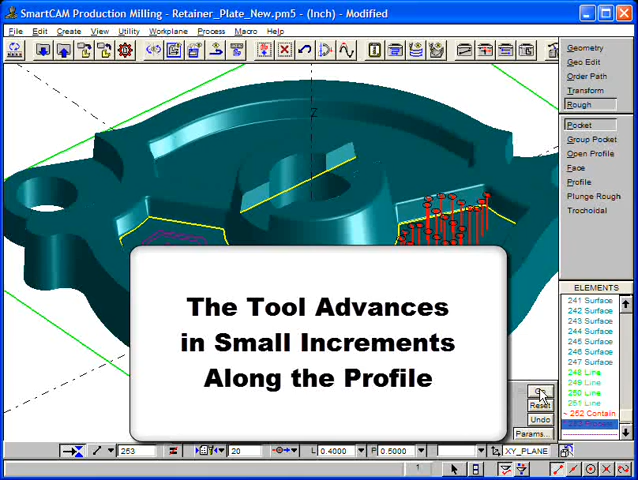 SmartCAM Production Milling - Retainer_Plate_New.pm5 - (Inch) - Modified
File Edit Create View Utility Workplane Process Macro Help
Geometry
Geo Edit
Order Path
Transform
Rough
Pocket
Group Pocket
Open Profile
Face
Profile
Plunge Rough
Trochoidal
Z
The Tool Advances
in Small Increments
Along the Profile
ELEMENTS
241 Surface
242 Surface
243 Surface
244 Surface
245 Surface
246 Surface
247 Surface
248 Line
249 Line
250 Line
251 Line
~ 252 Contain
Reset
Undo
Params...
253 20 L 0.4000 P 0.5000 XY_PLANE
1